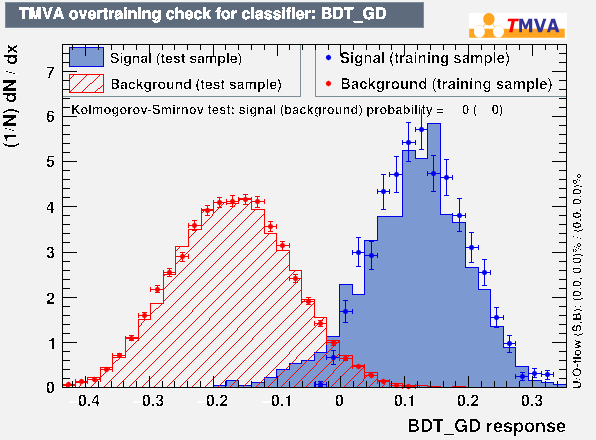 TMVA overtraining check for classifier: BDT_GD
TMVA
Signal (test sample)
Background (test sample)
Signal (training sample)
Background (training sample)
Kolmogorov-Smirnov test: signal (background) probability = 0 ( 0)
(1/N) dN / dx
7
6
5
4
3
2
1
0
-0.4 -0.3 -0.2 -0.1 0 0.1 0.2 0.3
BDT_GD response
U/O-flow (S,B): (0.0, 0.0)% / (0.0, 0.0)%